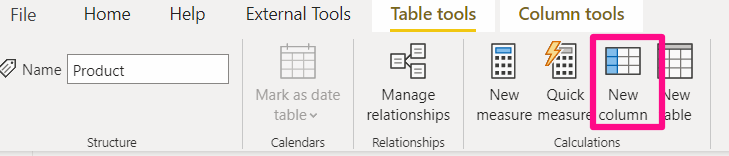 File Home Help External Tools Table tools Column tools
Name Product
Mark as date
table
Manage
relationships
New
measure
Quick
measure
New
column
New
table
Structure Calendars Relationships Calculations